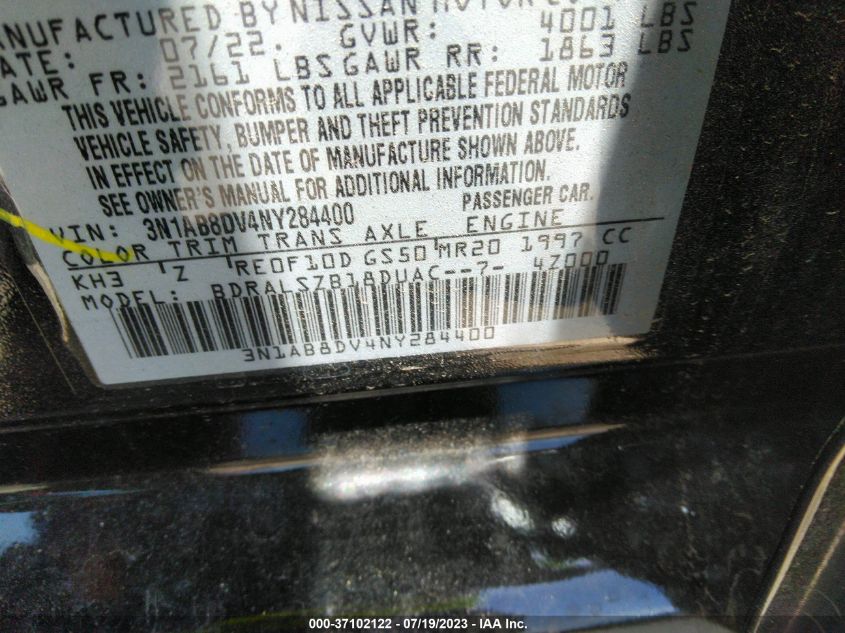 ANUFACTURED BY NISSAN MOTOR CO
ATE: 07/22. GVWR: 4001 LBS
GAWR FR: 2161 LBS GAWR RR: 1863 LBS
THIS VEHICLE CONFORMS TO ALL APPLICABLE FEDERAL MOTOR
VEHICLE SAFETY, BUMPER AND THEFT PREVENTION STANDARDS
IN EFFECT ON THE DATE OF MANUFACTURE SHOWN ABOVE.
SEE OWNER'S MANUAL FOR ADDITIONAL INFORMATION.
VIN: 3N1AB8DV4NY284400 PASSENGER CAR.
COLOR TRIM TRANS AXLE ENGINE
KH3 Z RE0F10D GS50 MR20 1997 CC
MODEL: BDRALSZB18DUAC--7- 4Z000
3N1AB8DV4NY284400
000-37102122 - 07/19/2023 - IAA Inc.